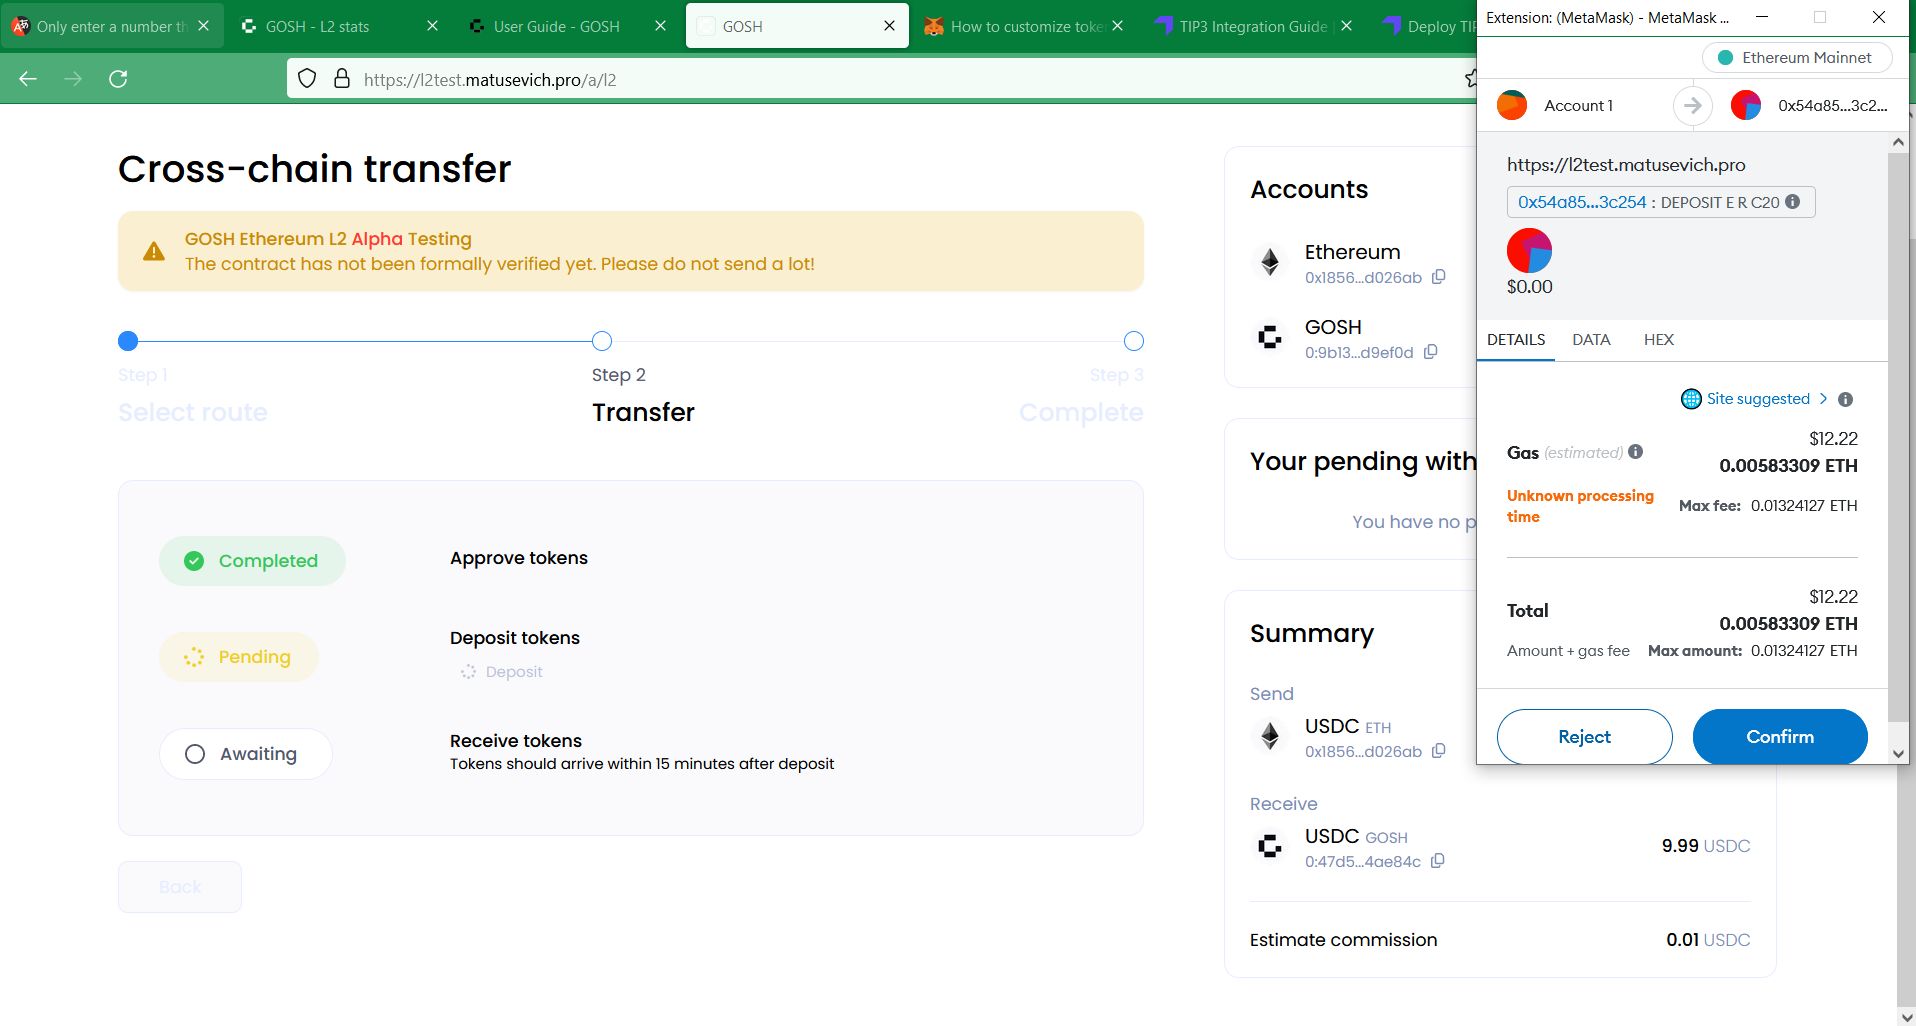 Only enter a number th
GOSH - L2 stats
User Guide - GOSH
GOSH
How to customize toke
TIP3 Integration Guide
Deploy TIP
https://l2test.matusevich.pro/a/l2
Cross-chain transfer
GOSH Ethereum L2 Alpha Testing
The contract has not been formally verified yet. Please do not send a lot!
Step 1
Select route
Step 2
Transfer
Step 3
Complete
Completed
Approve tokens
Pending
Deposit tokens
Deposit
Awaiting
Receive tokens
Tokens should arrive within 15 minutes after deposit
Back
Accounts
Ethereum
0x1856...d026ab
GOSH
0:9b13...d9ef0d
Your pending with
You have no p
Summary
Send
USDC ETH
0x1856...d026ab
Receive
USDC GOSH
0:47d5...4ae84c
9.99 USDC
Estimate commission
0.01 USDC
Extension: (MetaMask) - MetaMask ...
Ethereum Mainnet
Account 1
0x54a85...3c2...
https://l2test.matusevich.pro
0x54a85...3c254 : DEPOSIT E R C20
$0.00
DETAILS
DATA
HEX
Site suggested
Gas (estimated)
$12.22
0.00583309 ETH
Unknown processing
time
Max fee: 0.01324127 ETH
Total
$12.22
0.00583309 ETH
Amount + gas fee
Max amount: 0.01324127 ETH
Reject
Confirm